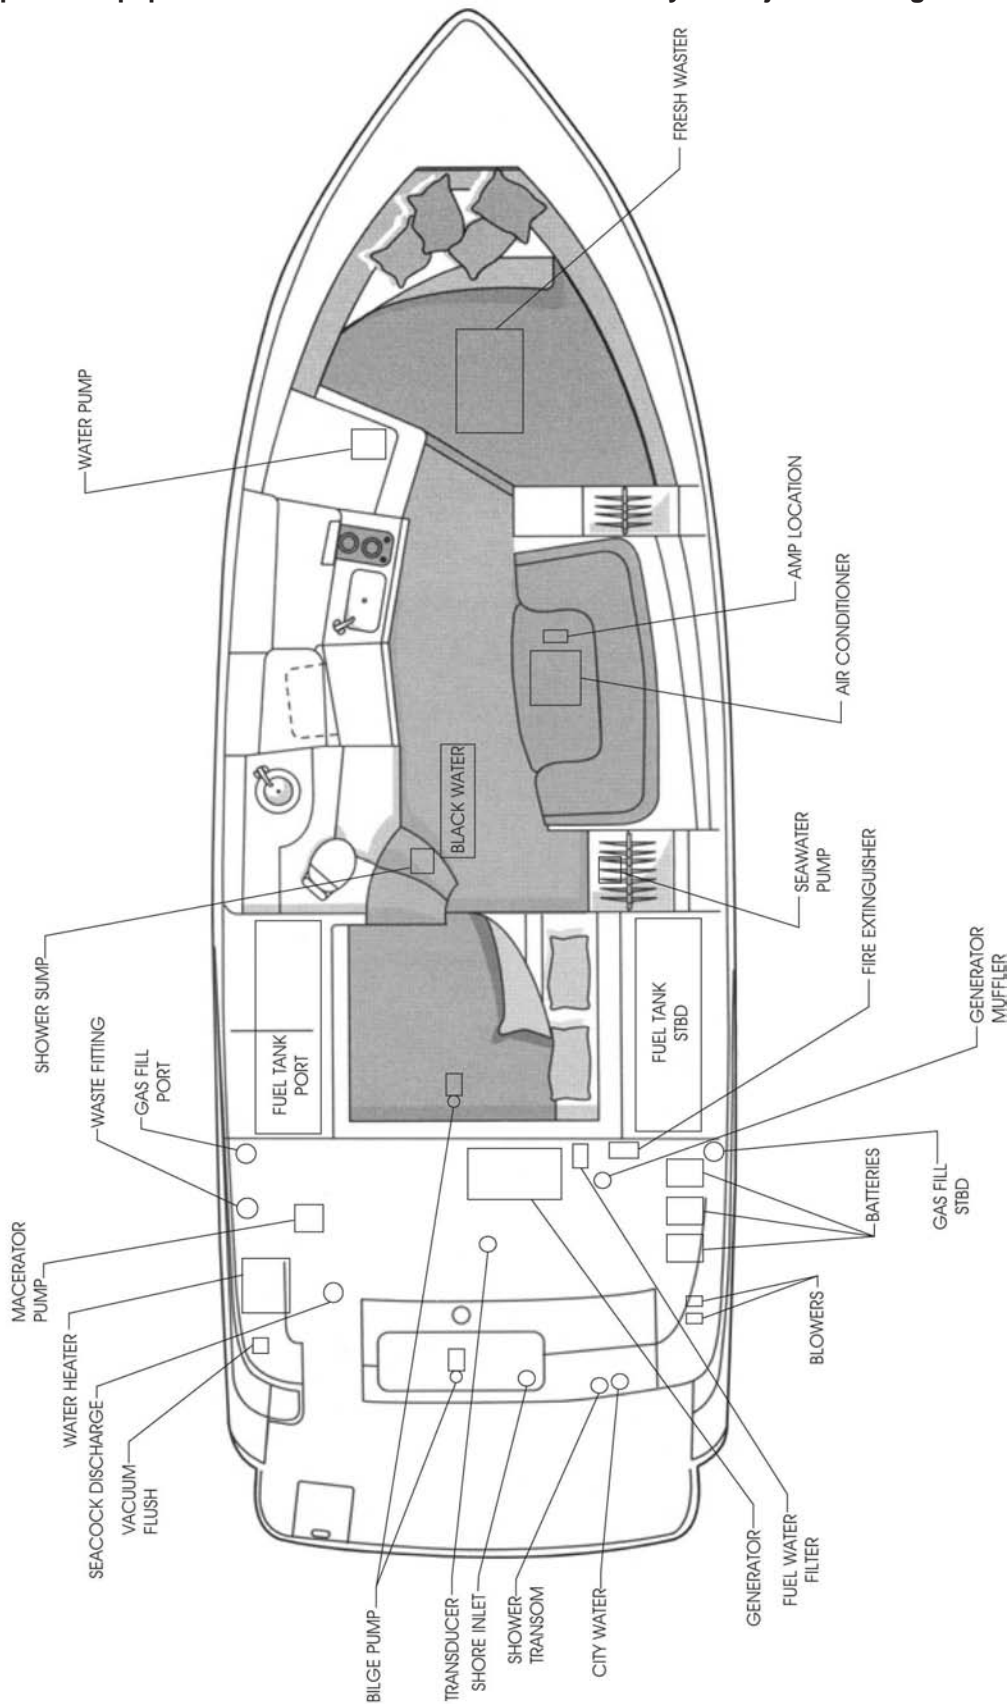 MACERATOR
PUMP
WATER HEATER
SEACOCK DISCHARGE
VACUUM
FLUSH
WASTE FITTING
GAS FILL
PORT
SHOWER SUMP
WATER PUMP
FUEL TANK
PORT
BLACK WATER
FUEL TANK
STBD
BILGE PUMP
TRANSDUCER
SHORE INLET
SHOWER
TRANSOM
CITY WATER
GENERATOR
FUEL WATER
FILTER
BLOWERS
BATTERIES
GAS FILL
STBD
GENERATOR
MUFFLER
FIRE EXTINGUISHER
SEAWATER
PUMP
AIR CONDITIONER
AMP LOCATION
FRESH WASTER